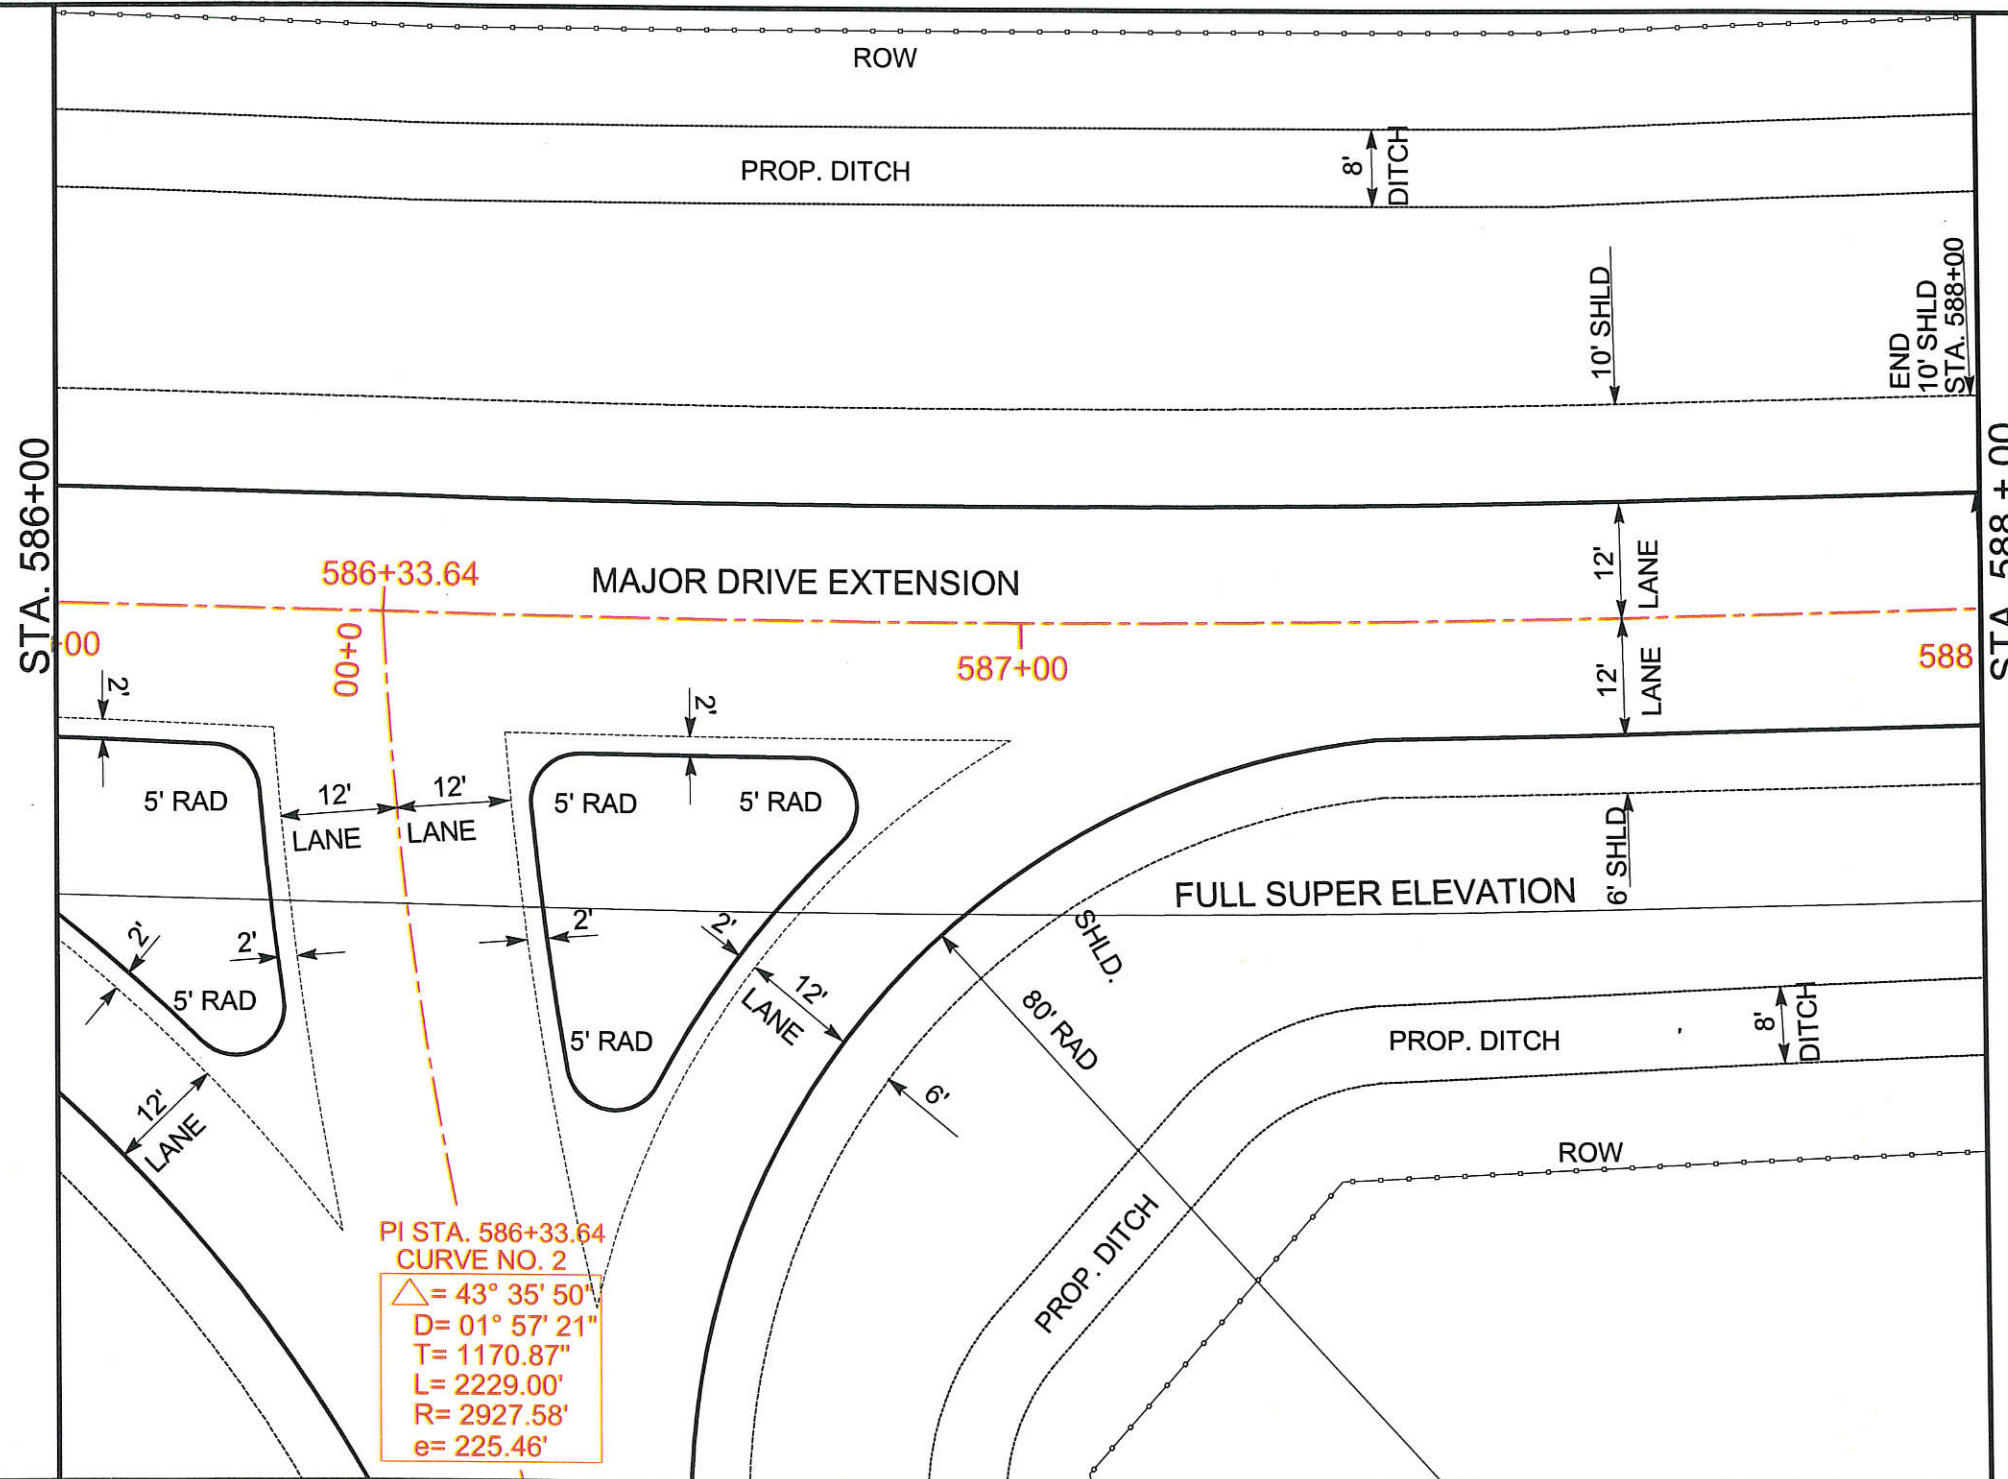 ROW
PROP. DITCH
8'
DITCH
10' SHLD
END
10' SHLD
STA. 588+00
STA. 586+00
STA. 588 + 00
586+33.64
MAJOR DRIVE EXTENSION
12'
LANE
+00
0+00
587+00
12'
LANE
588
2'
2'
5' RAD
12'
LANE
12'
LANE
5' RAD
5' RAD
6' SHLD
FULL SUPER ELEVATION
2'
2'
2'
2'
SHLD.
5' RAD
12'
LANE
80' RAD
5' RAD
PROP. DITCH
8'
DITCH
12'
LANE
6'
ROW
PROP. DITCH
PI STA. 586+33.64
CURVE NO. 2
△= 43° 35' 50"
D= 01° 57' 21"
T= 1170.87"
L= 2229.00'
R= 2927.58'
e= 225.46'